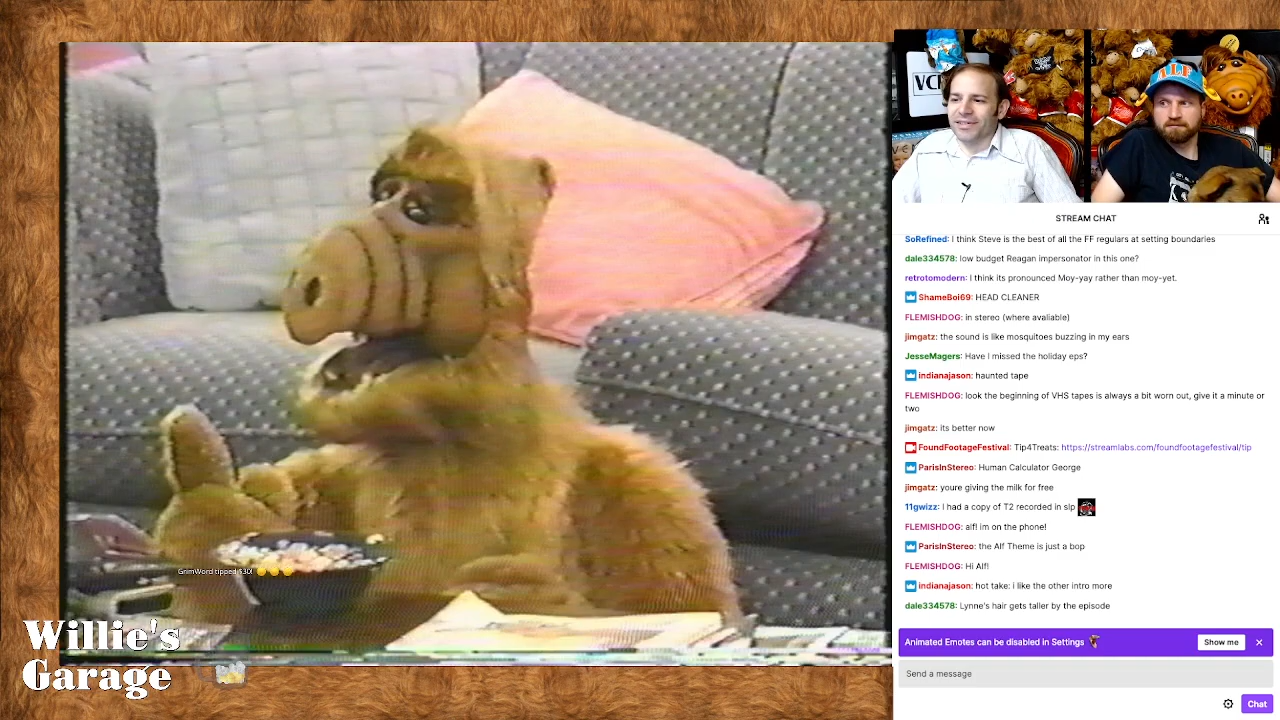 VCR
ALF
STREAM CHAT
SoRefined: I think Steve is the best of all the FF regulars at setting boundaries
dale334578: low budget Reagan impersonator in this one?
retrotomodern: I think its pronounced Moy-yay rather than moy-yet.
ShameBoi69: HEAD CLEANER
FLEMISHDOG: in stereo (where avaliable)
jimgatz: the sound is like mosquitoes buzzing in my ears
JesseMagers: Have I missed the holiday eps?
indianajason: haunted tape
FLEMISHDOG: look the beginning of VHS tapes is always a bit worn out, give it a minute or
two
jimgatz: its better now
FoundFootageFestival: Tip4Treats: https://streamlabs.com/foundfootagefestival/tip
ParisInStereo: Human Calculator George
jimgatz: youre giving the milk for free
11gwizz: I had a copy of T2 recorded in slp
FLEMISHDOG: alf! im on the phone!
ParisInStereo: the Alf Theme is just a bop
FLEMISHDOG: Hi Alf!
indianajason: hot take: i like the other intro more
dale334578: Lynne's hair gets taller by the episode
GrimWord tipped $30!
Willie's
Garage
Animated Emotes can be disabled in Settings
Show me
Send a message
Chat